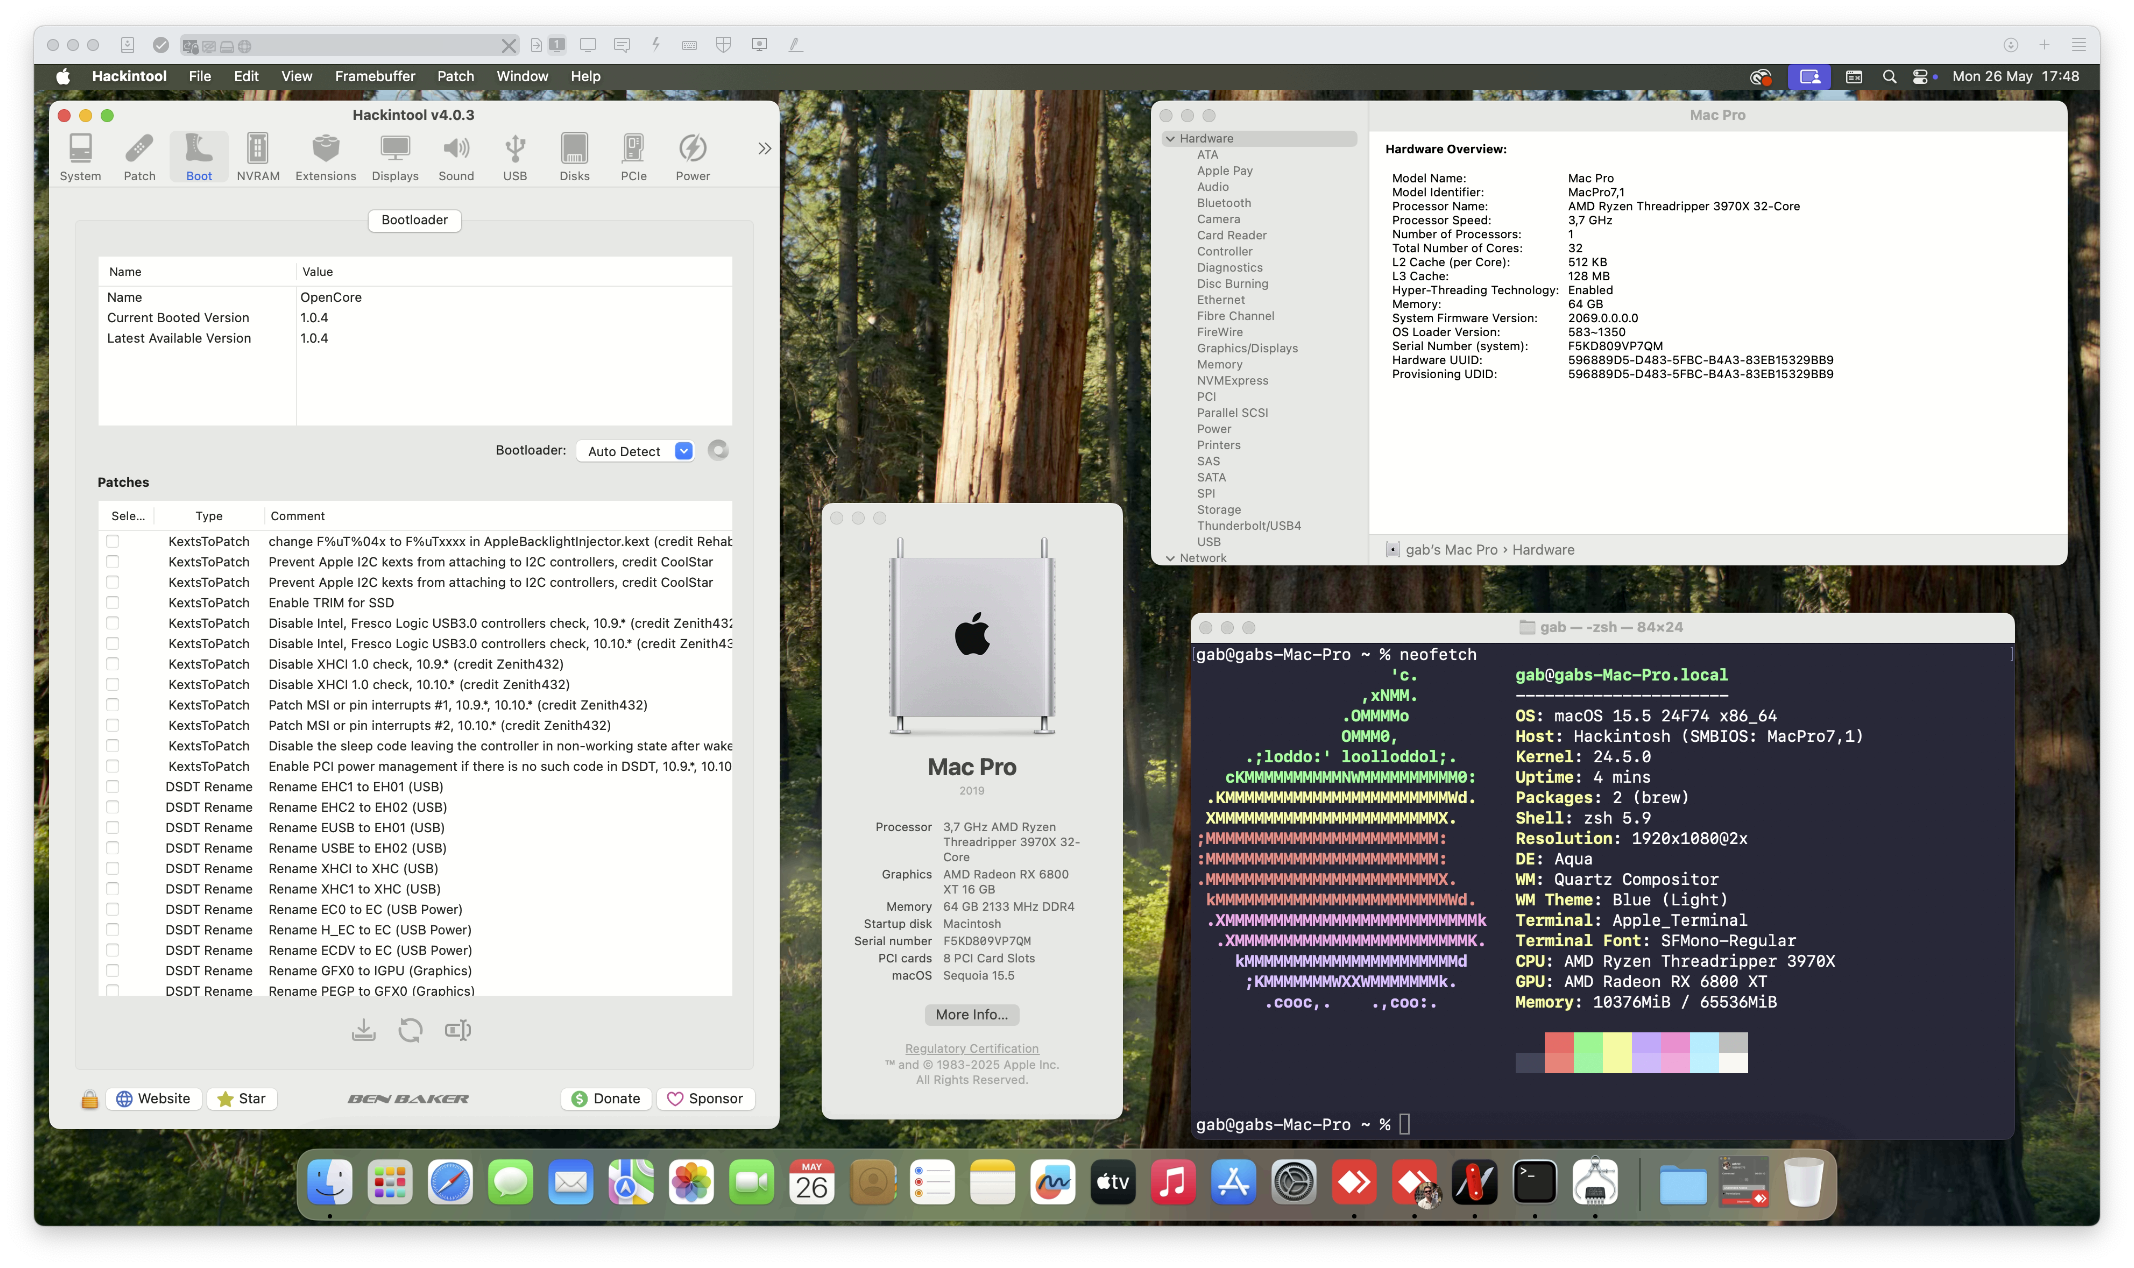 1
Hackintool File Edit View Framebuffer Patch Window Help
Mon 26 May 17:48
Hackintool v4.0.3
System Patch Boot NVRAM Extensions Displays Sound USB Disks PCIe Power
Bootloader
Name Value
Name OpenCore
Current Booted Version 1.0.4
Latest Available Version 1.0.4
Bootloader: Auto Detect
Patches
Sele... Type Comment
KextsToPatch change F%uT%04x to F%uTxxxx in AppleBacklightInjector.kext (credit Rehab
KextsToPatch Prevent Apple I2C kexts from attaching to I2C controllers, credit CoolStar
KextsToPatch Prevent Apple I2C kexts from attaching to I2C controllers, credit CoolStar
KextsToPatch Enable TRIM for SSD
KextsToPatch Disable Intel, Fresco Logic USB3.0 controllers check, 10.9.* (credit Zenith432
KextsToPatch Disable Intel, Fresco Logic USB3.0 controllers check, 10.10.* (credit Zenith43
KextsToPatch Disable XHCI 1.0 check, 10.9.* (credit Zenith432)
KextsToPatch Disable XHCI 1.0 check, 10.10.* (credit Zenith432)
KextsToPatch Patch MSI or pin interrupts #1, 10.9.*, 10.10.* (credit Zenith432)
KextsToPatch Patch MSI or pin interrupts #2, 10.10.* (credit Zenith432)
KextsToPatch Disable the sleep code leaving the controller in non-working state after wake
KextsToPatch Enable PCI power management if there is no such code in DSDT, 10.9.*, 10.10
DSDT Rename Rename EHC1 to EH01 (USB)
DSDT Rename Rename EHC2 to EH02 (USB)
DSDT Rename Rename EUSB to EH01 (USB)
DSDT Rename Rename USBE to EH02 (USB)
DSDT Rename Rename XHCI to XHC (USB)
DSDT Rename Rename XHC1 to XHC (USB)
DSDT Rename Rename EC0 to EC (USB Power)
DSDT Rename Rename H_EC to EC (USB Power)
DSDT Rename Rename ECDV to EC (USB Power)
DSDT Rename Rename GFX0 to IGPU (Graphics)
DSDT Rename Rename PEGP to GFX0 (Graphics)
Website Star BEN BAKER Donate Sponsor
Mac Pro
2019
Processor 3,7 GHz AMD Ryzen
Threadripper 3970X 32-
Core
Graphics AMD Radeon RX 6800
XT 16 GB
Memory 64 GB 2133 MHz DDR4
Startup disk Macintosh
Serial number F5KD809VP7QM
PCI cards 8 PCI Card Slots
macOS Sequoia 15.5
More Info...
Regulatory Certification
™ and © 1983-2025 Apple Inc.
All Rights Reserved.
Mac Pro
Hardware
ATA
Apple Pay
Audio
Bluetooth
Camera
Card Reader
Controller
Diagnostics
Disc Burning
Ethernet
Fibre Channel
FireWire
Graphics/Displays
Memory
NVMExpress
PCI
Parallel SCSI
Power
Printers
SAS
SATA
SPI
Storage
Thunderbolt/USB4
USB
Network
Hardware Overview:
Model Name: Mac Pro
Model Identifier: MacPro7,1
Processor Name: AMD Ryzen Threadripper 3970X 32-Core
Processor Speed: 3,7 GHz
Number of Processors: 1
Total Number of Cores: 32
L2 Cache (per Core): 512 KB
L3 Cache: 128 MB
Hyper-Threading Technology: Enabled
Memory: 64 GB
System Firmware Version: 2069.0.0.0.0
OS Loader Version: 583~1350
Serial Number (system): F5KD809VP7QM
Hardware UUID: 596889D5-D483-5FBC-B4A3-83EB15329BB9
Provisioning UDID: 596889D5-D483-5FBC-B4A3-83EB15329BB9
gab's Mac Pro › Hardware
gab — -zsh — 84×24
[gab@gabs-Mac-Pro ~ % neofetch ]
'c. gab@gabs-Mac-Pro.local
,xNMM. ----------------------
.OMMMMo OS: macOS 15.5 24F74 x86_64
OMMM0, Host: Hackintosh (SMBIOS: MacPro7,1)
.;loddo:' loolloddol;. Kernel: 24.5.0
cKMMMMMMMMMMNWMMMMMMMMMM0: Uptime: 4 mins
.KMMMMMMMMMMMMMMMMMMMMMMMWd. Packages: 2 (brew)
XMMMMMMMMMMMMMMMMMMMMMMMX. Shell: zsh 5.9
;MMMMMMMMMMMMMMMMMMMMMMMM: Resolution: 1920x1080@2x
:MMMMMMMMMMMMMMMMMMMMMMMM: DE: Aqua
.MMMMMMMMMMMMMMMMMMMMMMMMX. WM: Quartz Compositor
kMMMMMMMMMMMMMMMMMMMMMMMMWd. WM Theme: Blue (Light)
.XMMMMMMMMMMMMMMMMMMMMMMMMMMk Terminal: Apple_Terminal
.XMMMMMMMMMMMMMMMMMMMMMMMMK. Terminal Font: SFMono-Regular
kMMMMMMMMMMMMMMMMMMMMMMd CPU: AMD Ryzen Threadripper 3970X
;KMMMMMMMWXXWMMMMMMMk. GPU: AMD Radeon RX 6800 XT
.cooc,. .,coo:. Memory: 10376MiB / 65536MiB
gab@gabs-Mac-Pro ~ %
MAY
26
tv
>_